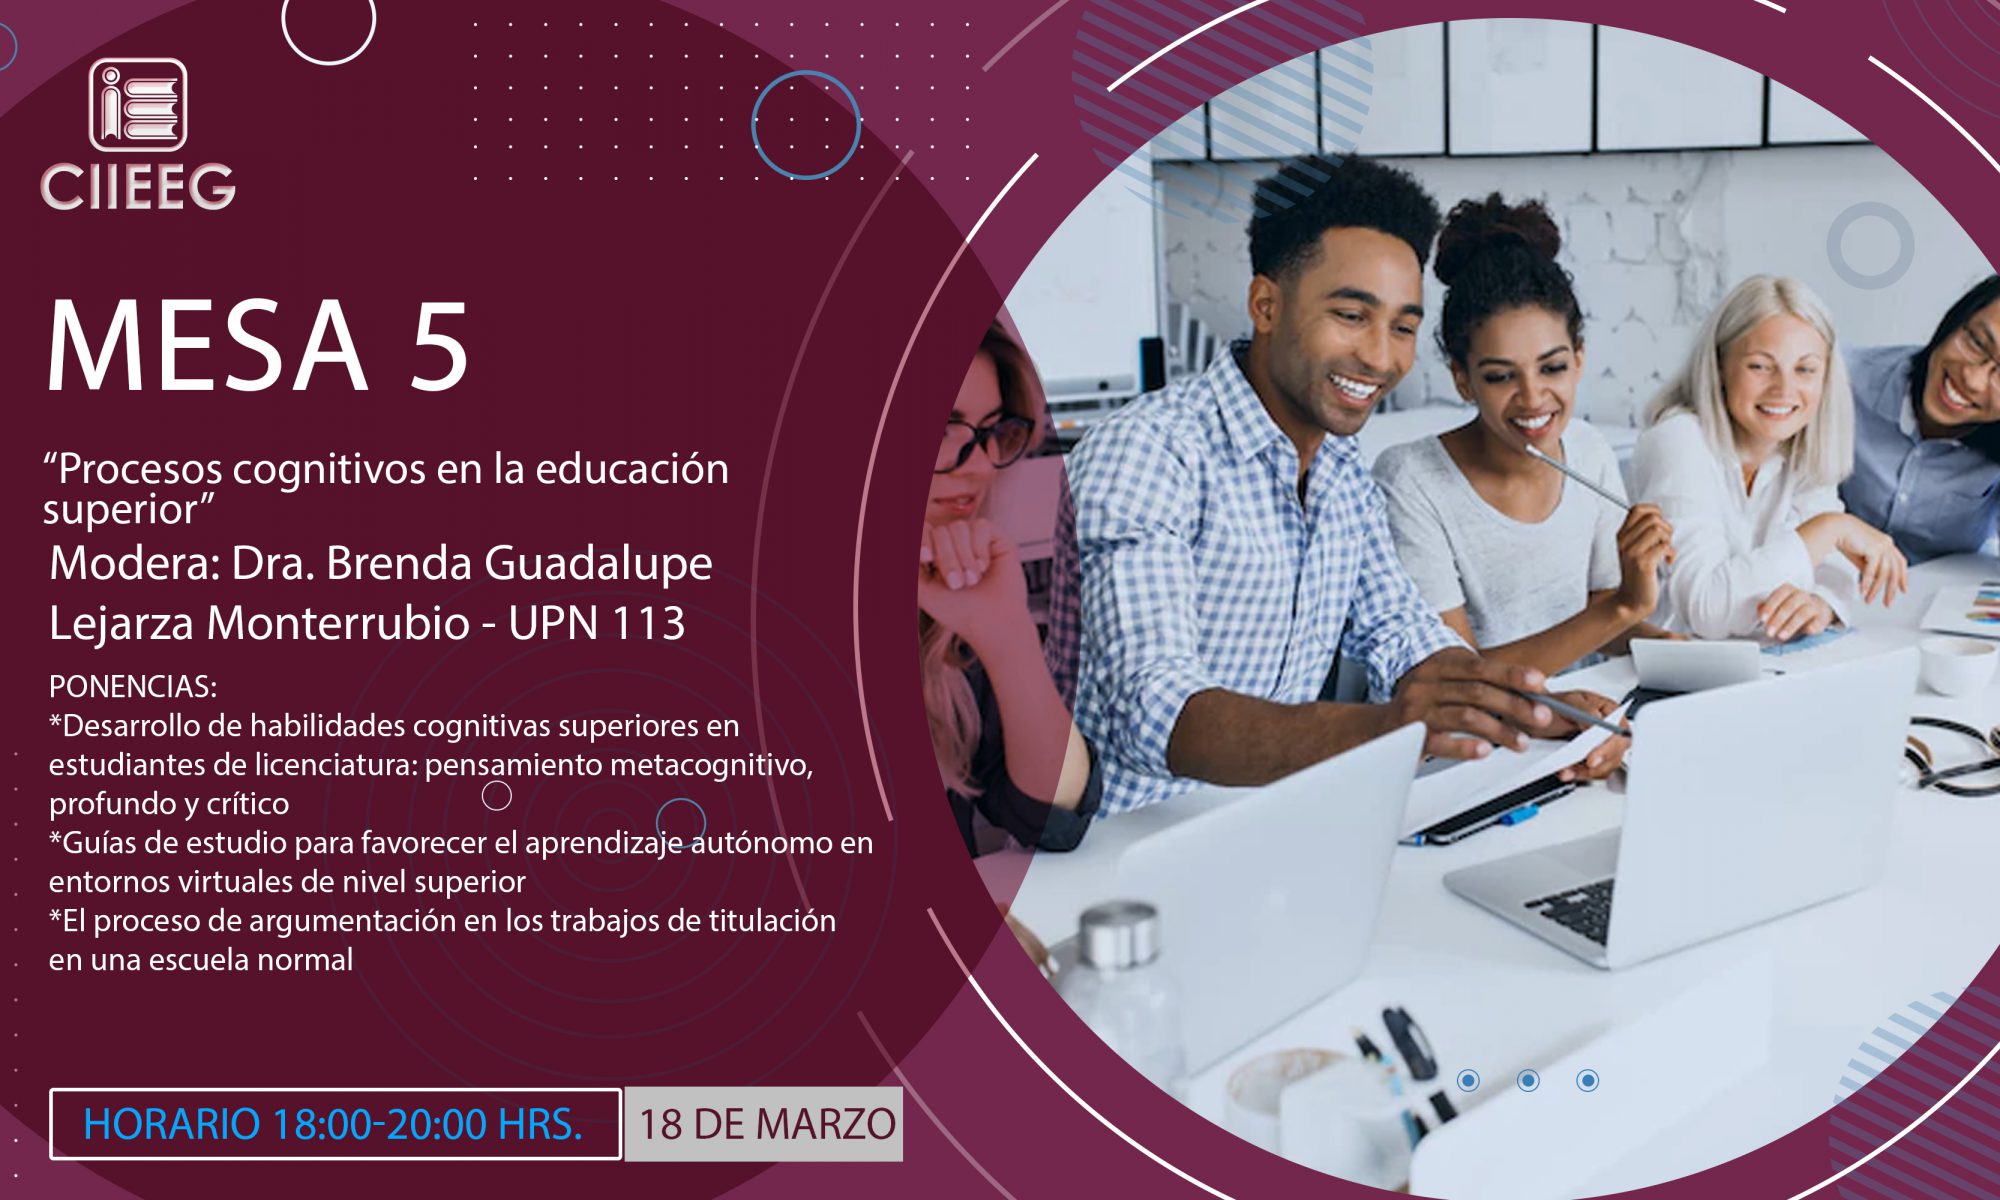 CIIEEG
MESA 5
“Procesos cognitivos en la educación
superior”
Modera: Dra. Brenda Guadalupe
Lejarza Monterrubio - UPN 113
PONENCIAS:
*Desarrollo de habilidades cognitivas superiores en
estudiantes de licenciatura: pensamiento metacognitivo,
profundo y crítico
*Guías de estudio para favorecer el aprendizaje autónomo en
entornos virtuales de nivel superior
*El proceso de argumentación en los trabajos de titulación
en una escuela normal
HORARIO 18:00-20:00 HRS.
18 DE MARZO